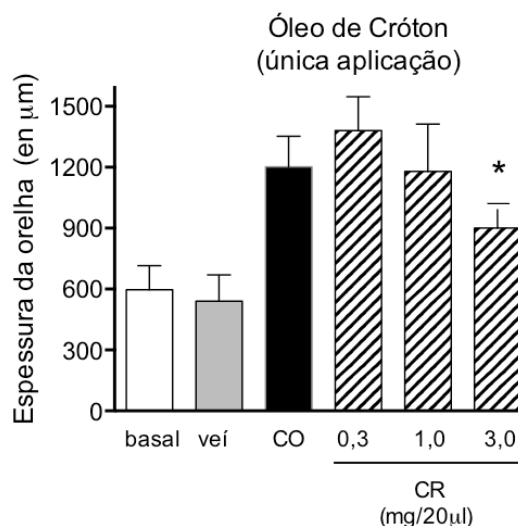 Óleo de Cróton
(única aplicação)
Espessura da orelha (en μm)
1500
1200
900
600
300
0
*
basal veí CO 0,3 1,0 3,0
CR
(mg/20μl)